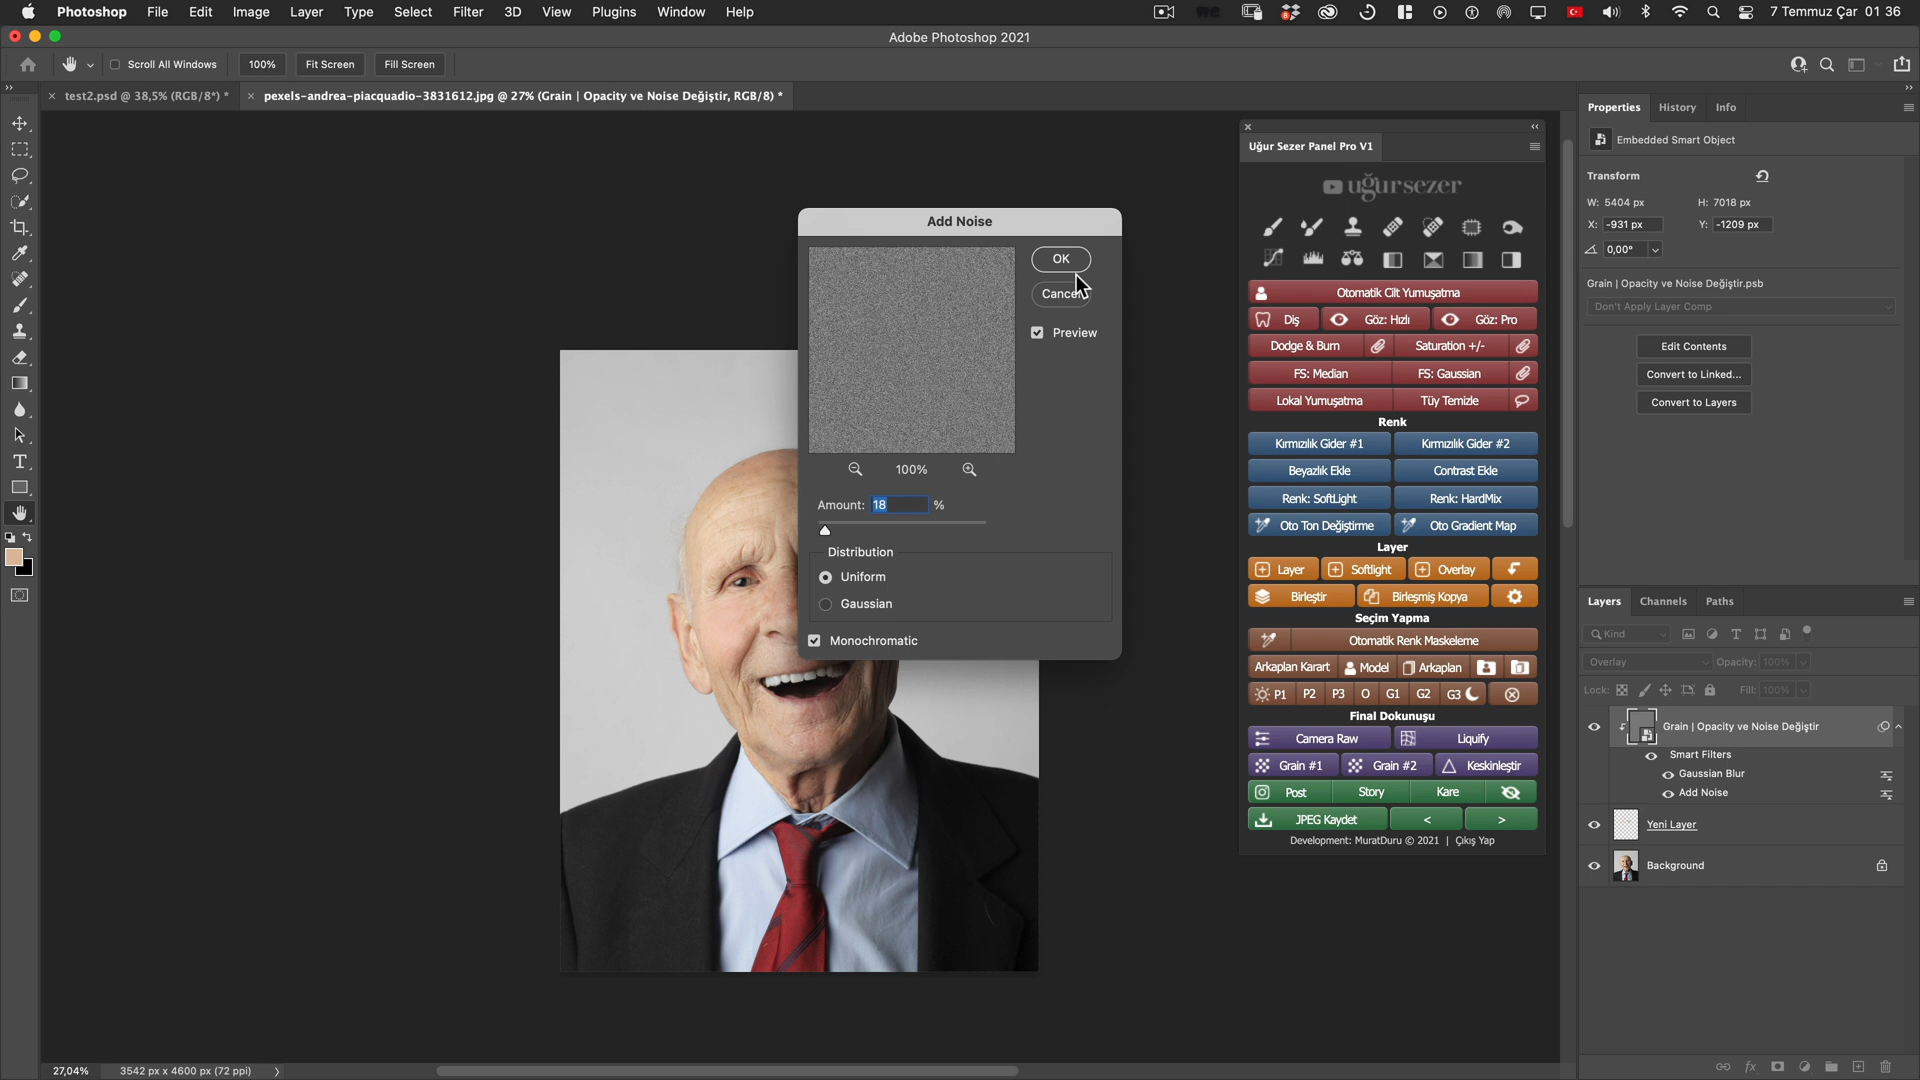 Photoshop File Edit Image Layer Type Select Filter 3D View Plugins Window Help 7 Temmuz Çar 01 36
Adobe Photoshop 2021
Scroll All Windows 100% Fit Screen Fill Screen
test2.psd @ 38,5% (RGB/8*) *
pexels-andrea-piacquadio-3831612.jpg @ 27% (Grain | Opacity ve Noise Değiştir, RGB/8) *
Add Noise
OK
Cancel
Preview
100%
Amount: 18 %
Distribution
Uniform
Gaussian
Monochromatic
Uğur Sezer Panel Pro V1
uğursezer
Otomatik Cilt Yumuşatma
Diş Göz: Hızlı Göz: Pro
Dodge & Burn Saturation +/-
FS: Median FS: Gaussian
Lokal Yumuşatma Tüy Temizle
Renk
Kırmızılık Gider #1 Kırmızılık Gider #2
Beyazlık Ekle Contrast Ekle
Renk: SoftLight Renk: HardMix
Oto Ton Değiştirme Oto Gradient Map
Layer
Layer Softlight Overlay
Birleştir Birleşmiş Kopya
Seçim Yapma
Otomatik Renk Maskeleme
Arkaplan Karart Model Arkaplan
P1 P2 P3 O G1 G2 G3
Final Dokunuşu
Camera Raw Liquify
Grain #1 Grain #2 Keskinleştir
Post Story Kare
JPEG Kaydet < >
Development: MuratDuru © 2021 | Çıkış Yap
Properties History Info
Embedded Smart Object
Transform
W: 5404 px H: 7018 px
X: -931 px Y: -1209 px
0,00°
Grain | Opacity ve Noise Değiştir.psb
Don't Apply Layer Comp
Edit Contents
Convert to Linked...
Convert to Layers
Layers Channels Paths
Kind
Overlay Opacity: 100%
Lock: Fill: 100%
Grain | Opacity ve Noise Değiştir
Smart Filters
Gaussian Blur
Add Noise
Yeni Layer
Background
fx
27,04% 3542 px x 4600 px (72 ppi)